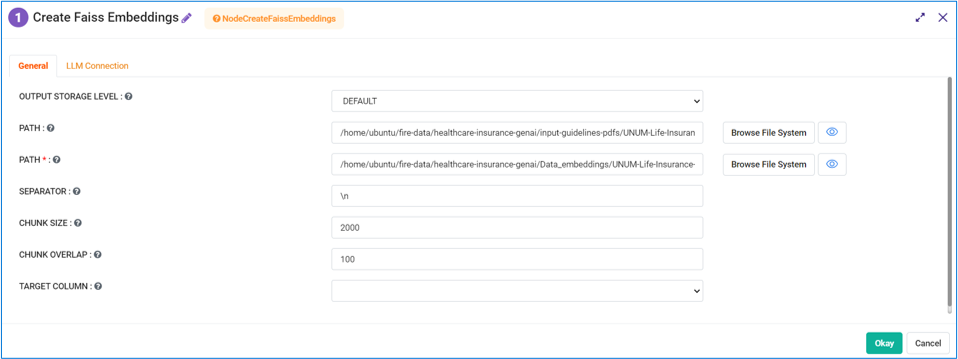 1 Create Faiss Embeddings NodeCreateFaissEmbeddings
General LLM Connection
OUTPUT STORAGE LEVEL : DEFAULT
PATH : /home/ubuntu/fire-data/healthcare-insurance-genai/input-guidelines-pdfs/UNUM-Life-Insuran Browse File System
PATH * : /home/ubuntu/fire-data/healthcare-insurance-genai/Data_embeddings/UNUM-Life-Insurance- Browse File System
SEPARATOR : \n
CHUNK SIZE : 2000
CHUNK OVERLAP : 100
TARGET COLUMN :
Okay Cancel